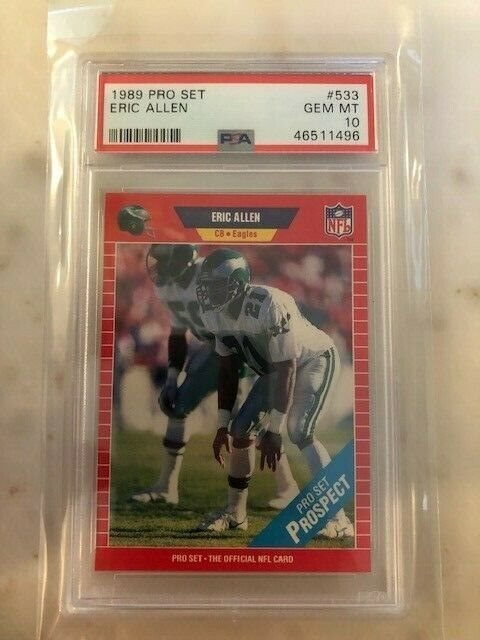 1989 PRO SET #533
ERIC ALLEN GEM MT
10
PSA 46511496
ERIC ALLEN
CB • Eagles
NFL
21
PRO SET
PROSPECT
PRO SET • THE OFFICIAL NFL CARD